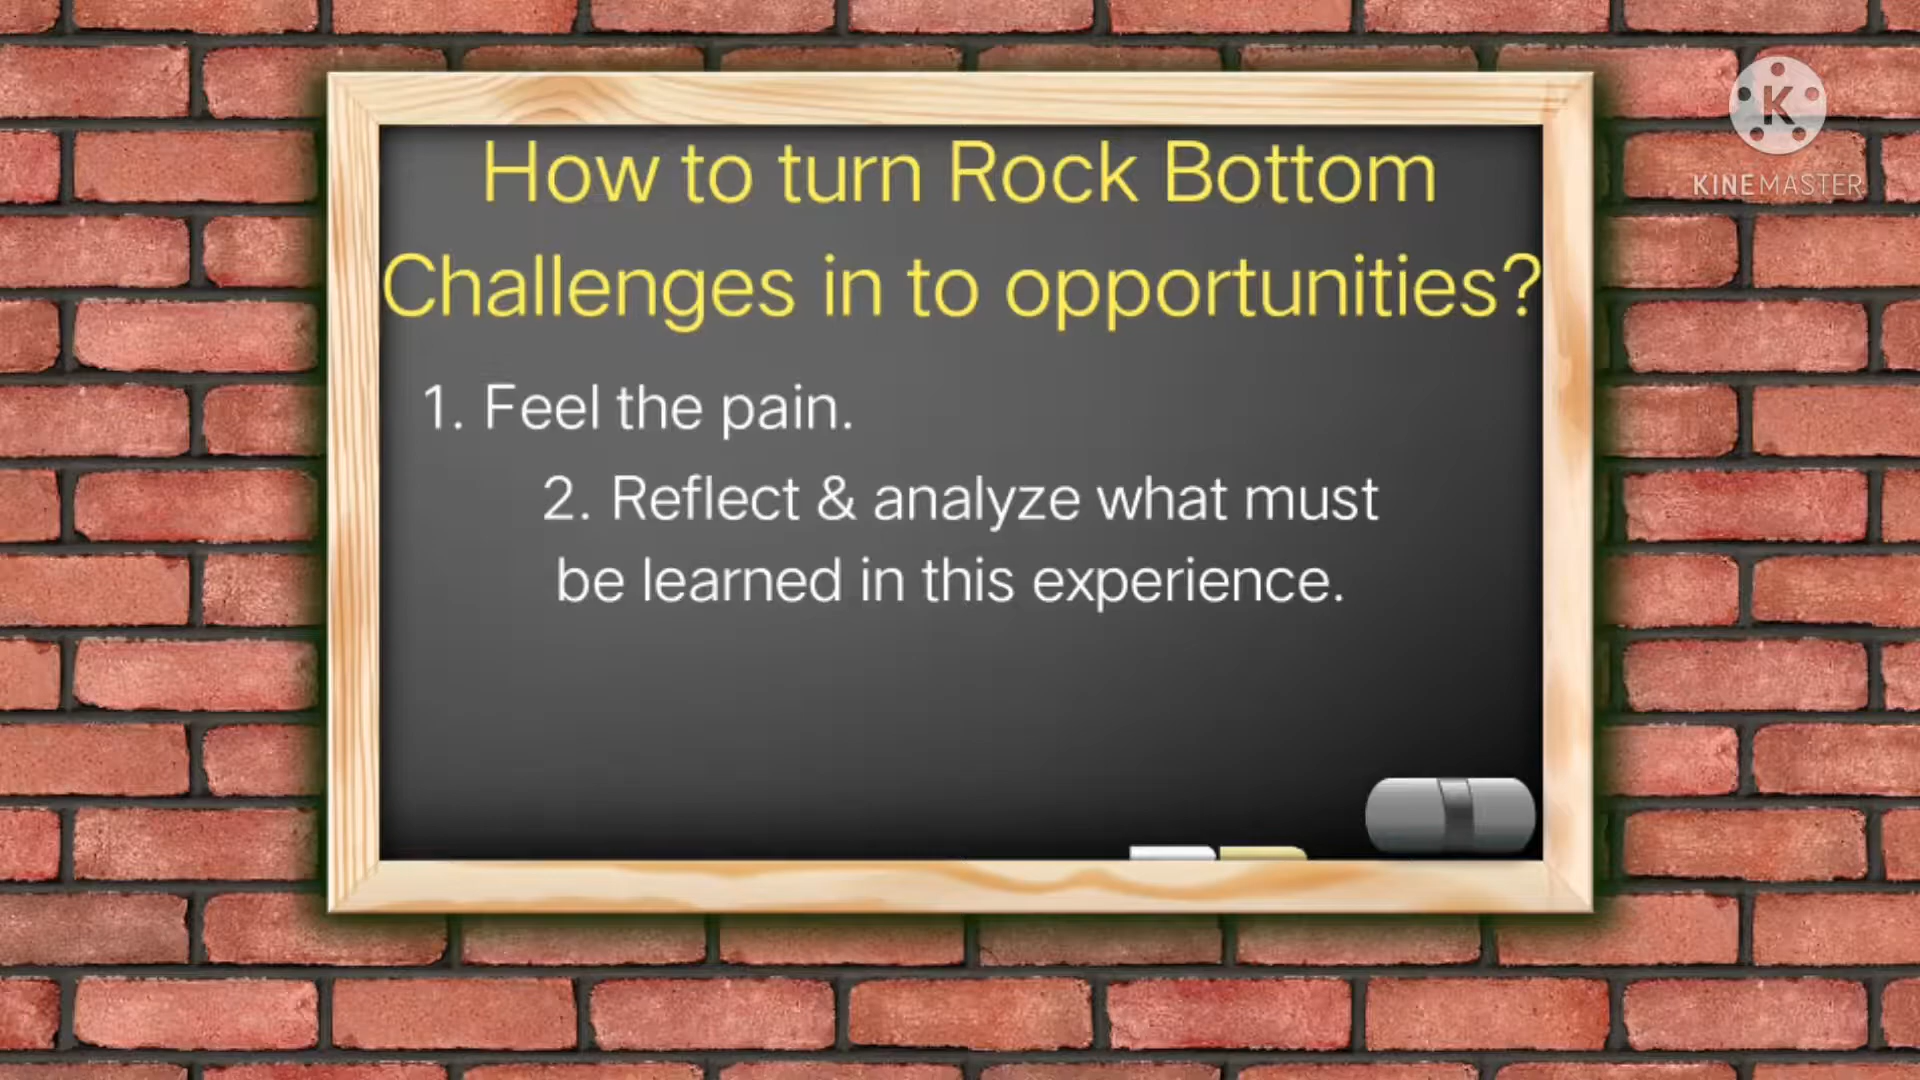 How to turn Rock Bottom
Challenges in to opportunities?
1. Feel the pain.
2. Reflect & analyze what must
be learned in this experience.
K
KINEMASTER